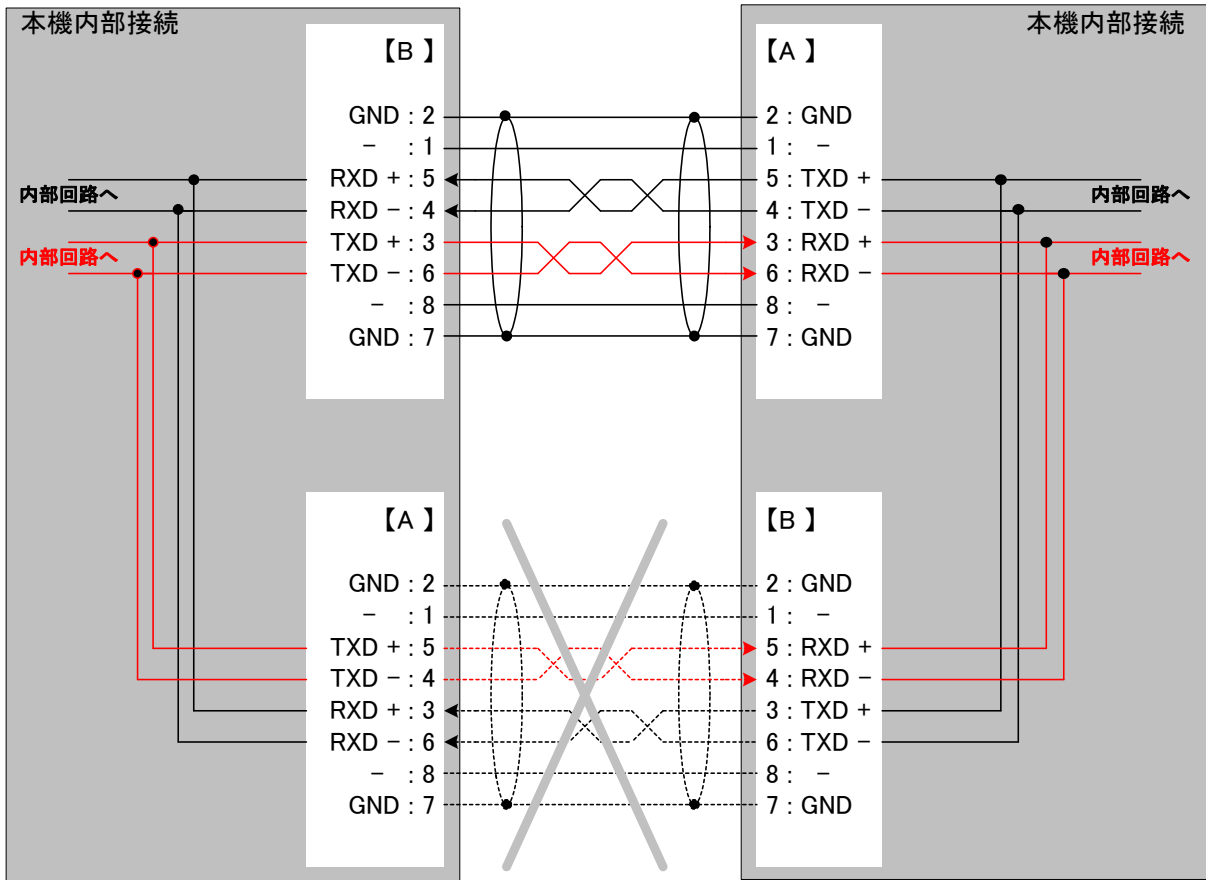 本機内部接続
本機内部接続
【B 】
GND : 2
－ : 1
RXD + : 5
RXD － : 4
TXD + : 3
TXD － : 6
－ : 8
GND : 7
【A 】
2 : GND
1 : －
5 : TXD +
4 : TXD －
3 : RXD +
6 : RXD －
8 : －
7 : GND
内部回路へ
内部回路へ
内部回路へ
内部回路へ
【A 】
GND : 2
－ : 1
TXD + : 5
TXD － : 4
RXD + : 3
RXD － : 6
－ : 8
GND : 7
【B 】
2 : GND
1 : －
5 : RXD +
4 : RXD －
3 : TXD +
6 : TXD －
8 : －
7 : GND